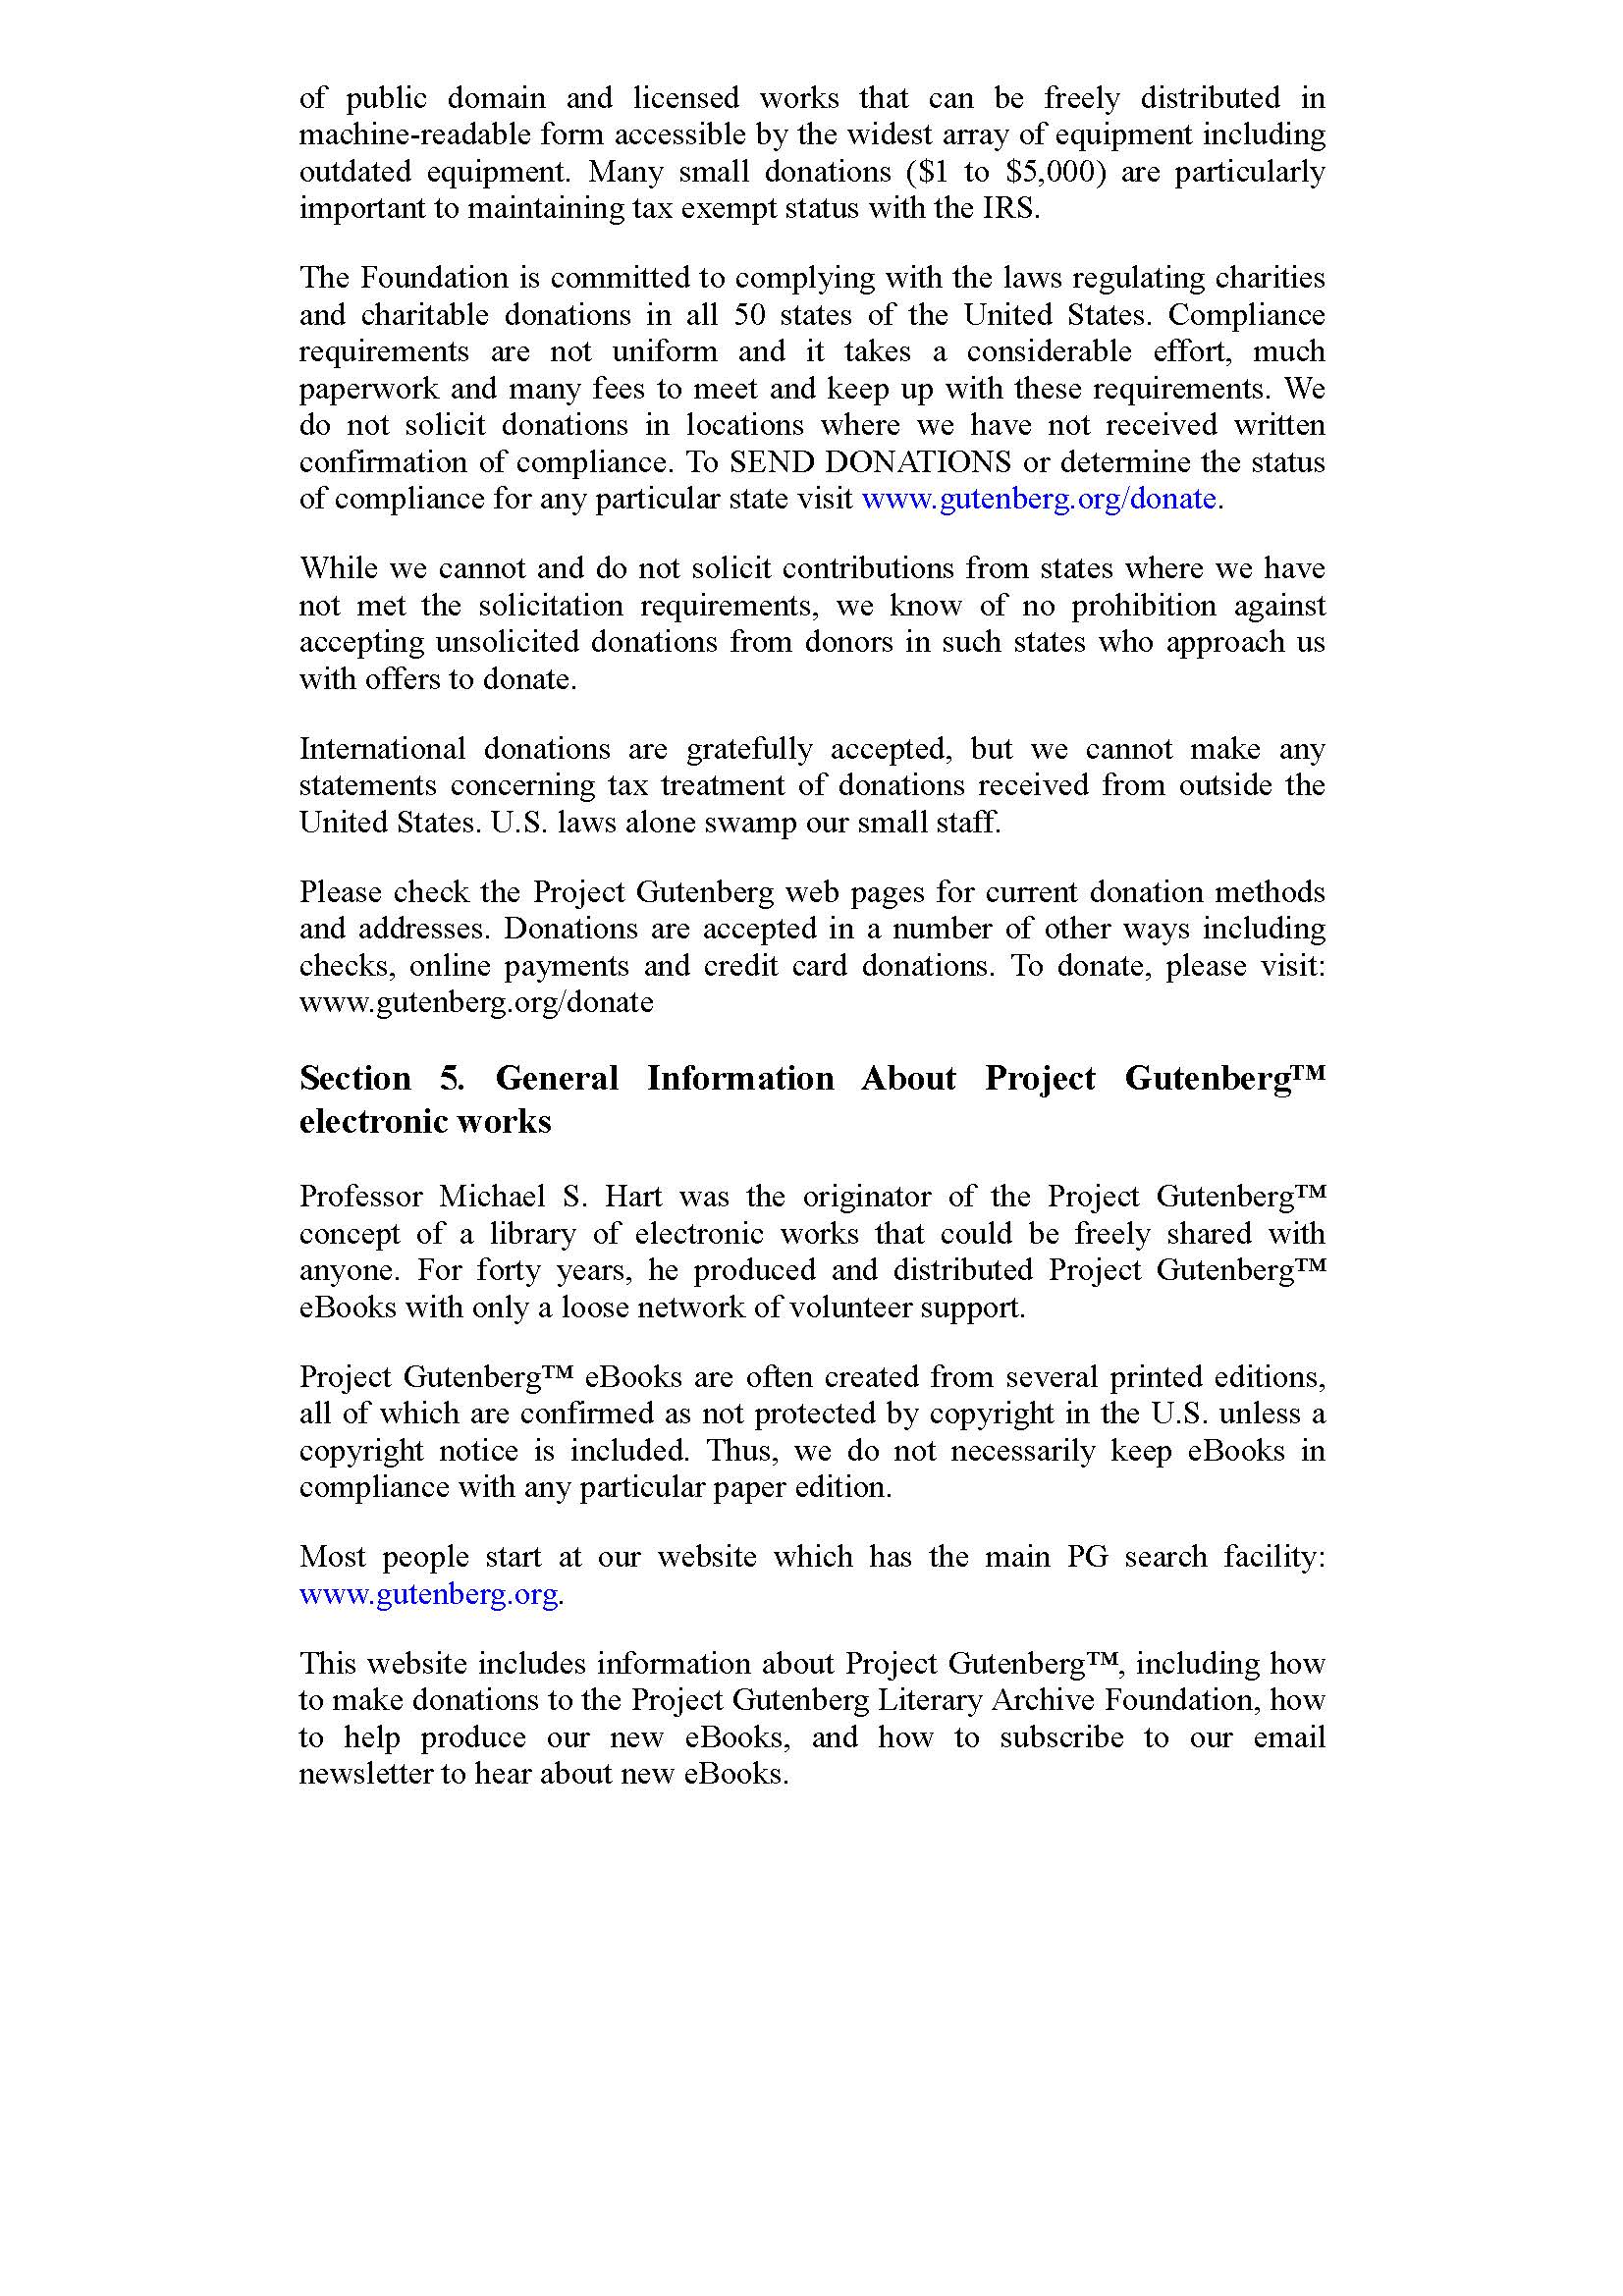 of public domain and licensed works that can be freely distributed in
machine-readable form accessible by the widest array of equipment including
outdated equipment. Many small donations ($1 to $5,000) are particularly
important to maintaining tax exempt status with the IRS.
The Foundation is committed to complying with the laws regulating charities
and charitable donations in all 50 states of the United States. Compliance
requirements are not uniform and it takes a considerable effort, much
paperwork and many fees to meet and keep up with these requirements. We
do not solicit donations in locations where we have not received written
confirmation of compliance. To SEND DONATIONS or determine the status
of compliance for any particular state visit www.gutenberg.org/donate.
While we cannot and do not solicit contributions from states where we have
not met the solicitation requirements, we know of no prohibition against
accepting unsolicited donations from donors in such states who approach us
with offers to donate.
International donations are gratefully accepted, but we cannot make any
statements concerning tax treatment of donations received from outside the
United States. U.S. laws alone swamp our small staff.
Please check the Project Gutenberg web pages for current donation methods
and addresses. Donations are accepted in a number of other ways including
checks, online payments and credit card donations. To donate, please visit:
www.gutenberg.org/donate
Section 5. General Information About Project Gutenberg™
electronic works
Professor Michael S. Hart was the originator of the Project Gutenberg™
concept of a library of electronic works that could be freely shared with
anyone. For forty years, he produced and distributed Project Gutenberg™
eBooks with only a loose network of volunteer support.
Project Gutenberg™ eBooks are often created from several printed editions,
all of which are confirmed as not protected by copyright in the U.S. unless a
copyright notice is included. Thus, we do not necessarily keep eBooks in
compliance with any particular paper edition.
Most people start at our website which has the main PG search facility:
www.gutenberg.org.
This website includes information about Project Gutenberg™, including how
to make donations to the Project Gutenberg Literary Archive Foundation, how
to help produce our new eBooks, and how to subscribe to our email
newsletter to hear about new eBooks.